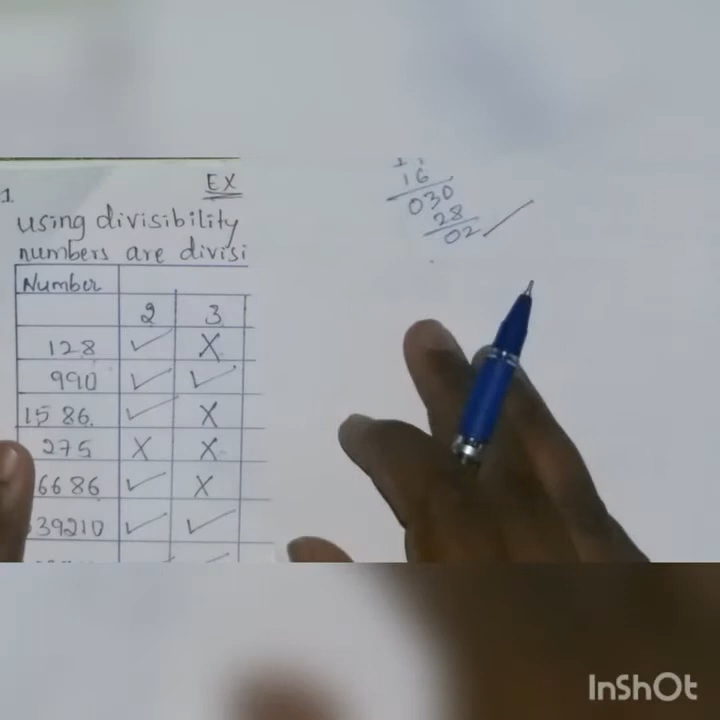 1
EX
using divisibility
numbers are divisi
Number
2 3
128 ✓ X
990 ✓ ✓
1586. ✓ X
275 X X
6686 ✓ X
39210 ✓ ✓
16
030
28
02
InShOt